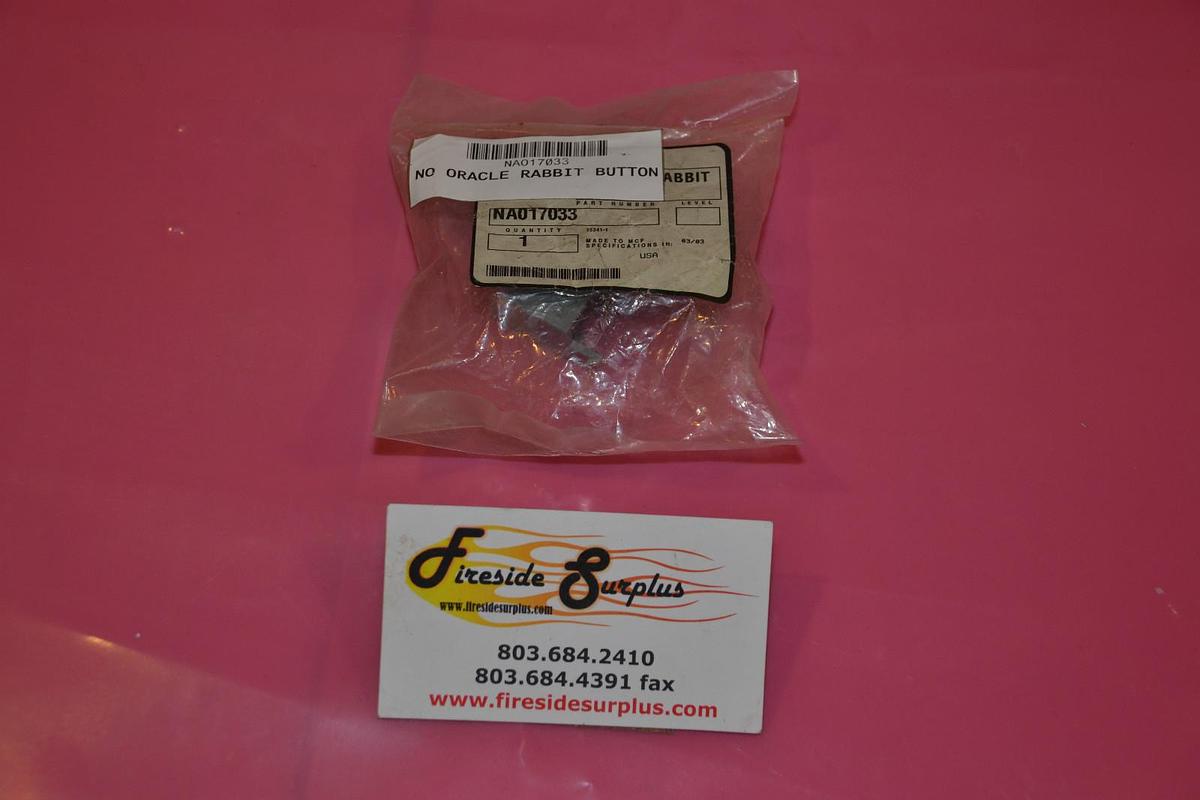 NA017033
NO ORACLE RABBIT BUTTON
ABBIT
PART NUMBER LEVEL
NA017033
QUANTITY
1
MADE TO MCF
SPECIFICATIONS IN: 03/03
USA
Fireside Surplus
www.firesidesurplus.com
803.684.2410
803.684.4391 fax
www.firesidesurplus.com